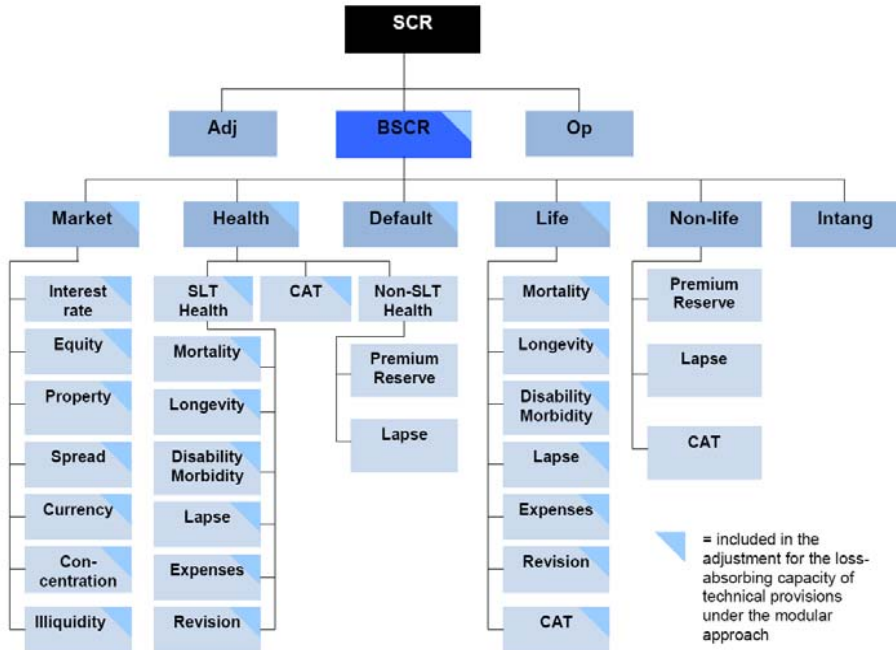 SCR
Adj
BSCR
Op
Market
Health
Default
Life
Non-life
Intang
Interest
rate
Equity
Property
Spread
Currency
Con-
centration
Illiquidity
SLT
Health
CAT
Non-SLT
Health
Mortality
Longevity
Disability
Morbidity
Lapse
Expenses
Revision
Premium
Reserve
Lapse
Mortality
Longevity
Disability
Morbidity
Lapse
Expenses
Revision
CAT
Premium
Reserve
Lapse
CAT
= included in the
adjustment for the loss-
absorbing capacity of
technical provisions
under the modular
approach